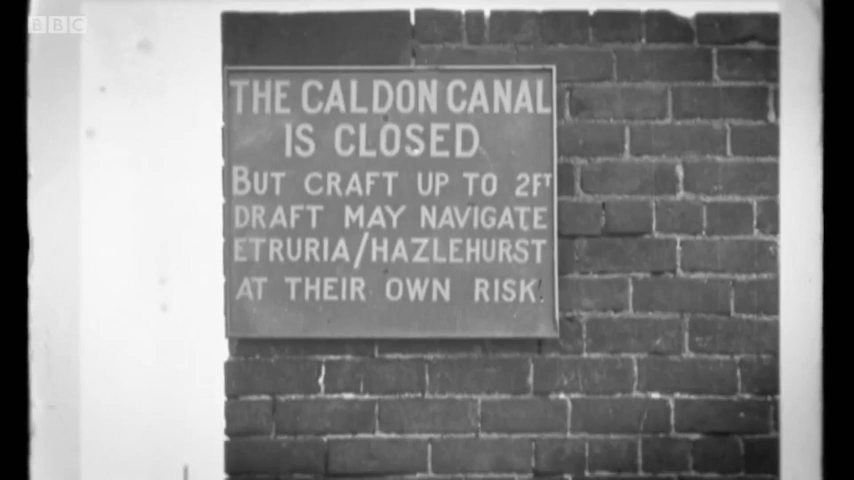 BBC
THE CALDON CANAL
IS CLOSED
BUT CRAFT UP TO 2FT
DRAFT MAY NAVIGATE
ETRURIA/HAZLEHURST
AT THEIR OWN RISK.